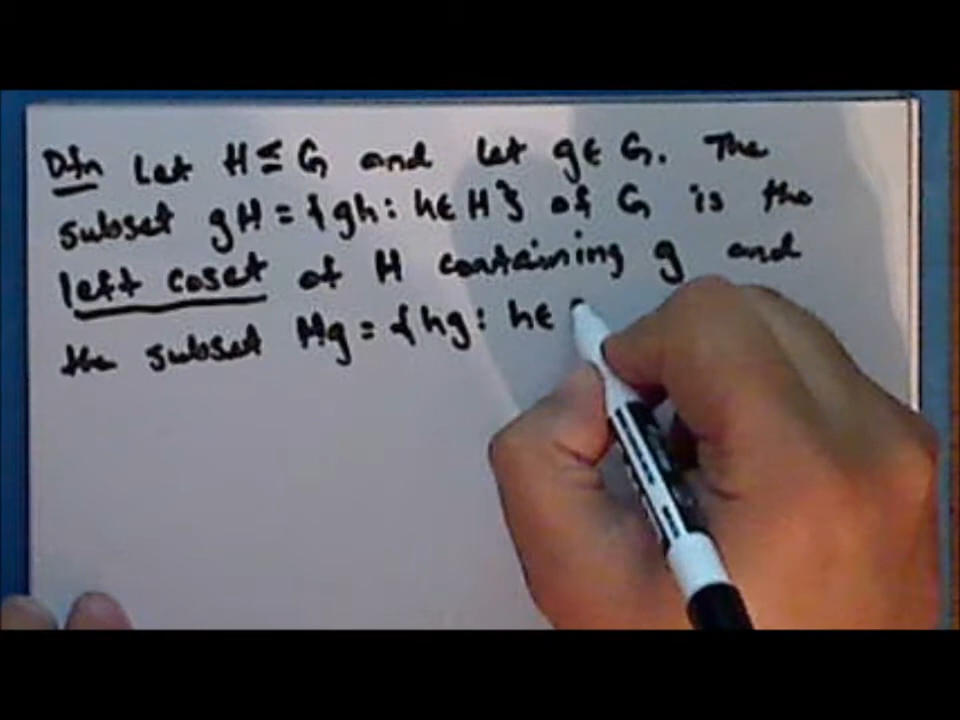 Dfn Let H ≤ G and let g ∈ G. The
subset gH = {gh : h ∈ H} of G is the
left coset of H containing g and
the subset Hg = {hg : h ∈